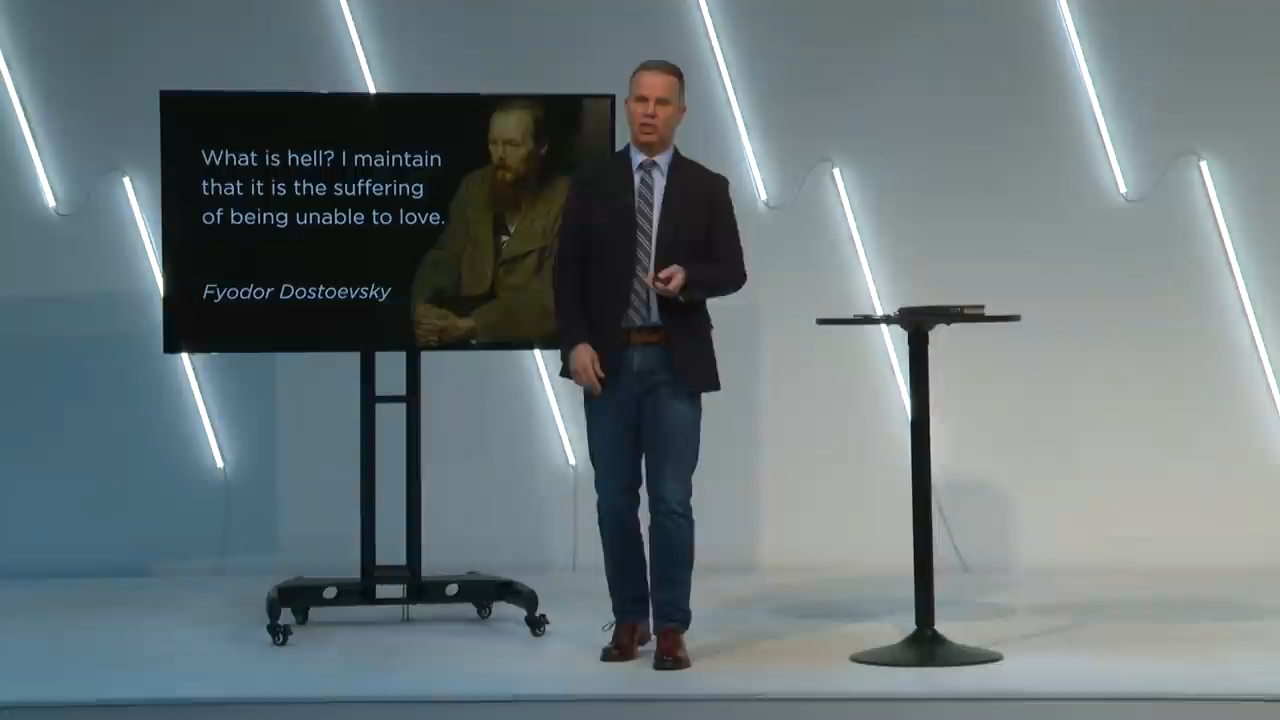 What is hell? I maintain
that it is the suffering
of being unable to love.
Fyodor Dostoevsky